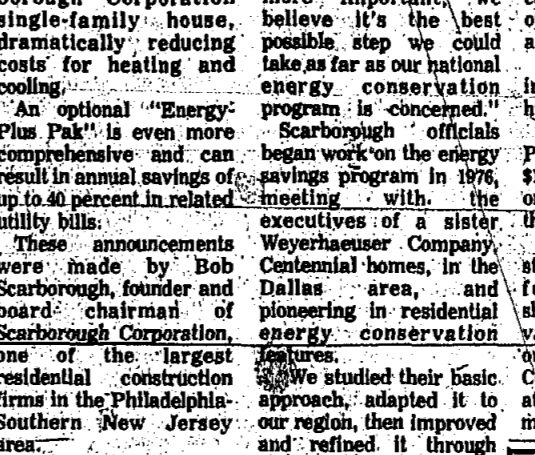 Corporation
single-family house,
dramatically reducing
costs for heating and
cooling.
An optional "Energy-
Plus Pak" is even more
comprehensive and can
result in annual savings of
up to 40 percent in related
utility bills.
These announcements
were made by Bob
Scarborough, founder and
board chairman of
Scarborough Corporation,
one of the largest
residential construction
firms in the Philadelphia-
Southern New Jersey
area.
more important, we
believe it's the best
possible step we could
take as far as our national
energy conservation
program is concerned."
Scarborough officials
began work on the energy
savings program in 1976,
meeting with the
executives of a sister
Weyerhaeuser Company,
Centennial homes, in the
Dallas area, and
pioneering in residential
energy conservation
features.
We studied their basic
approach, adapted it to
our region, then improved
and refined it through